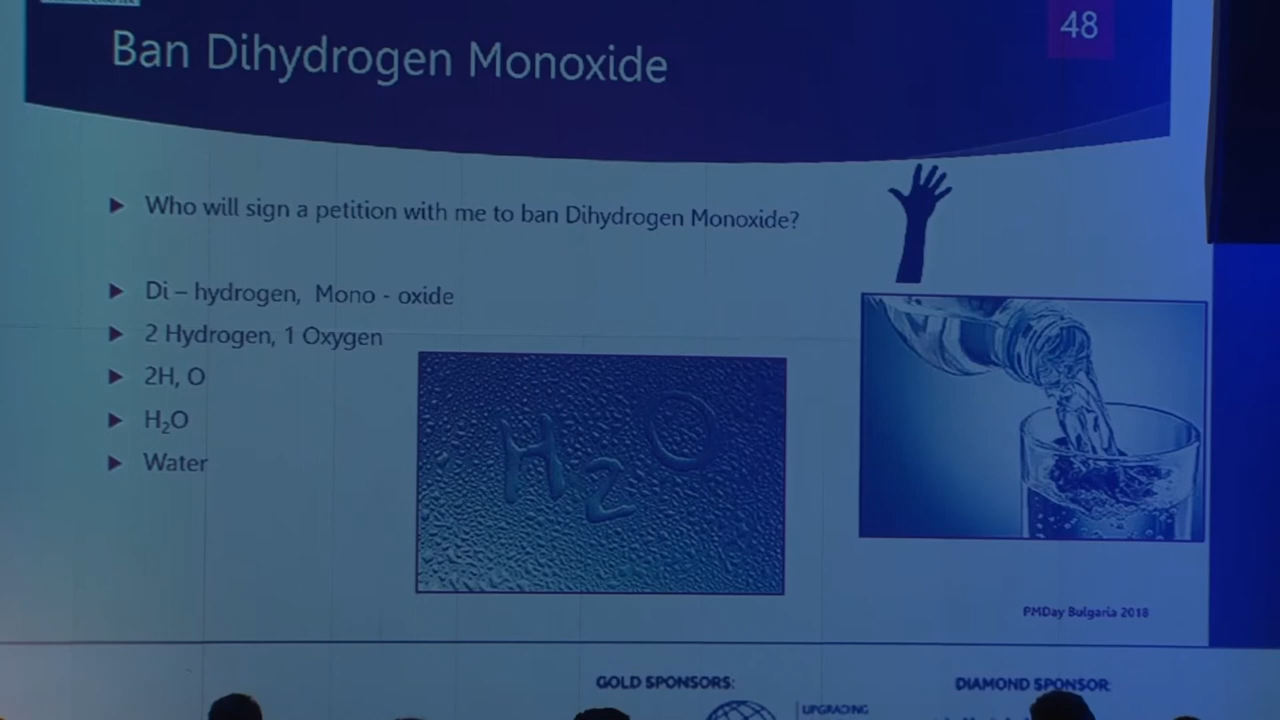 48
Ban Dihydrogen Monoxide
Who will sign a petition with me to ban Dihydrogen Monoxide?
Di – hydrogen, Mono - oxide
2 Hydrogen, 1 Oxygen
2H, O
H₂O
Water
H2O
PMDay Bulgaria 2018
GOLD SPONSORS:
DIAMOND SPONSOR:
UPGRADING